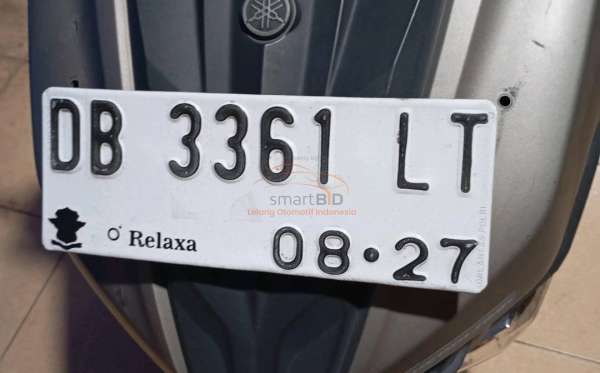 DB 3361 LT
smartBID
Lelang Otomotif Indonesia
Relaxa
08·27